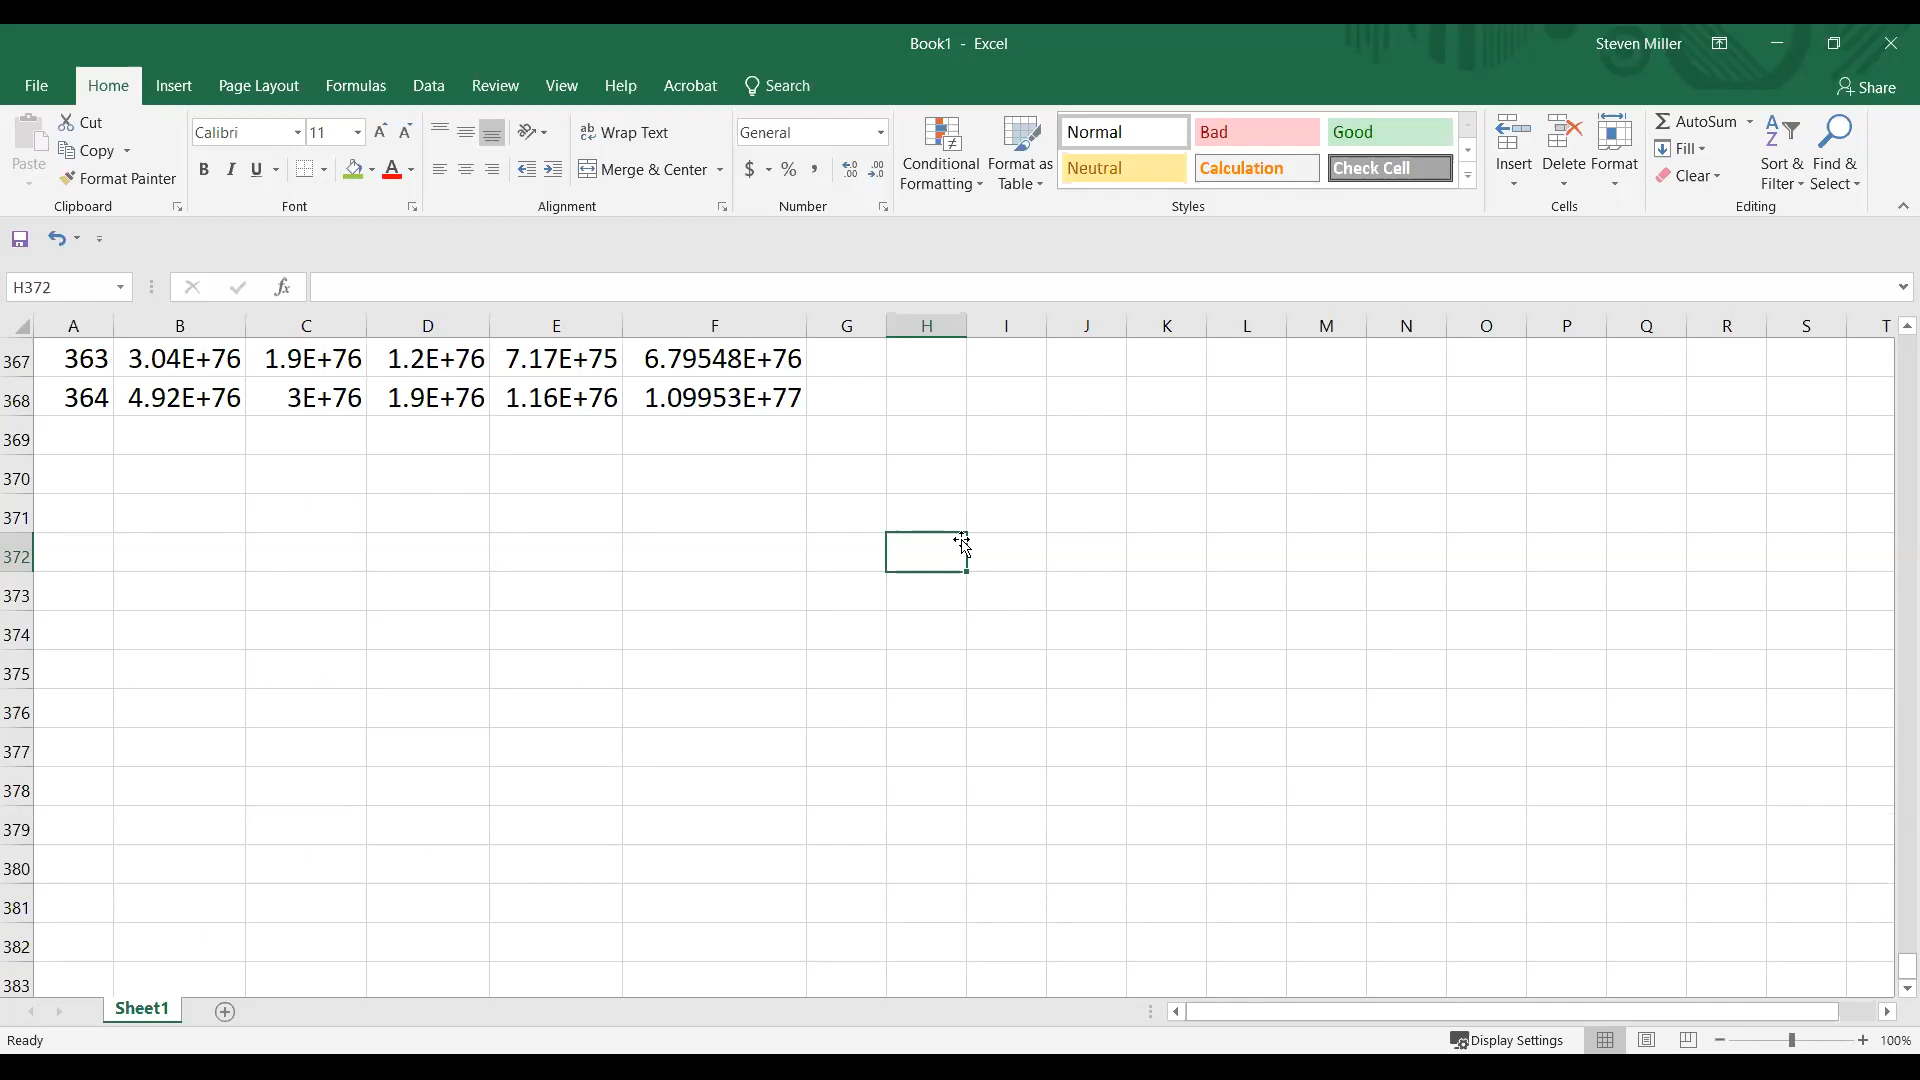 Book1 - Excel
Steven Miller
File Home Insert Page Layout Formulas Data Review View Help Acrobat Search
Share
Paste
Cut
Copy
Format Painter
Clipboard
Calibri 11
B I U
Font
Wrap Text
Merge & Center
Alignment
General
$ % ,
Number
Conditional
Formatting
Format as
Table
Normal Bad Good
Neutral Calculation Check Cell
Styles
Insert Delete Format
Cells
AutoSum
Fill
Clear
Sort &
Filter
Find &
Select
Editing
H372
fx
A B C D E F G H I J K L M N O P Q R S T
367 363 3.04E+76 1.9E+76 1.2E+76 7.17E+75 6.79548E+76
368 364 4.92E+76 3E+76 1.9E+76 1.16E+76 1.09953E+77
369
370
371
372
373
374
375
376
377
378
379
380
381
382
383
Sheet1
Ready
Display Settings
100%